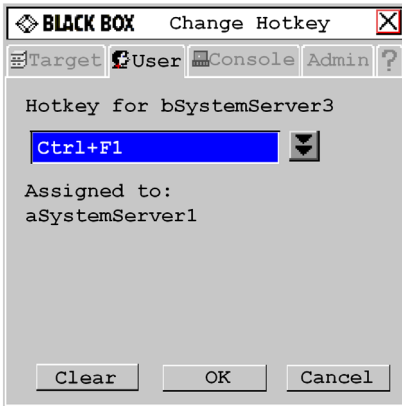 BLACK BOX Change Hotkey
Target User Console Admin ?
Hotkey for bSystemServer3
Ctrl+F1
Assigned to:
aSystemServer1
Clear OK Cancel